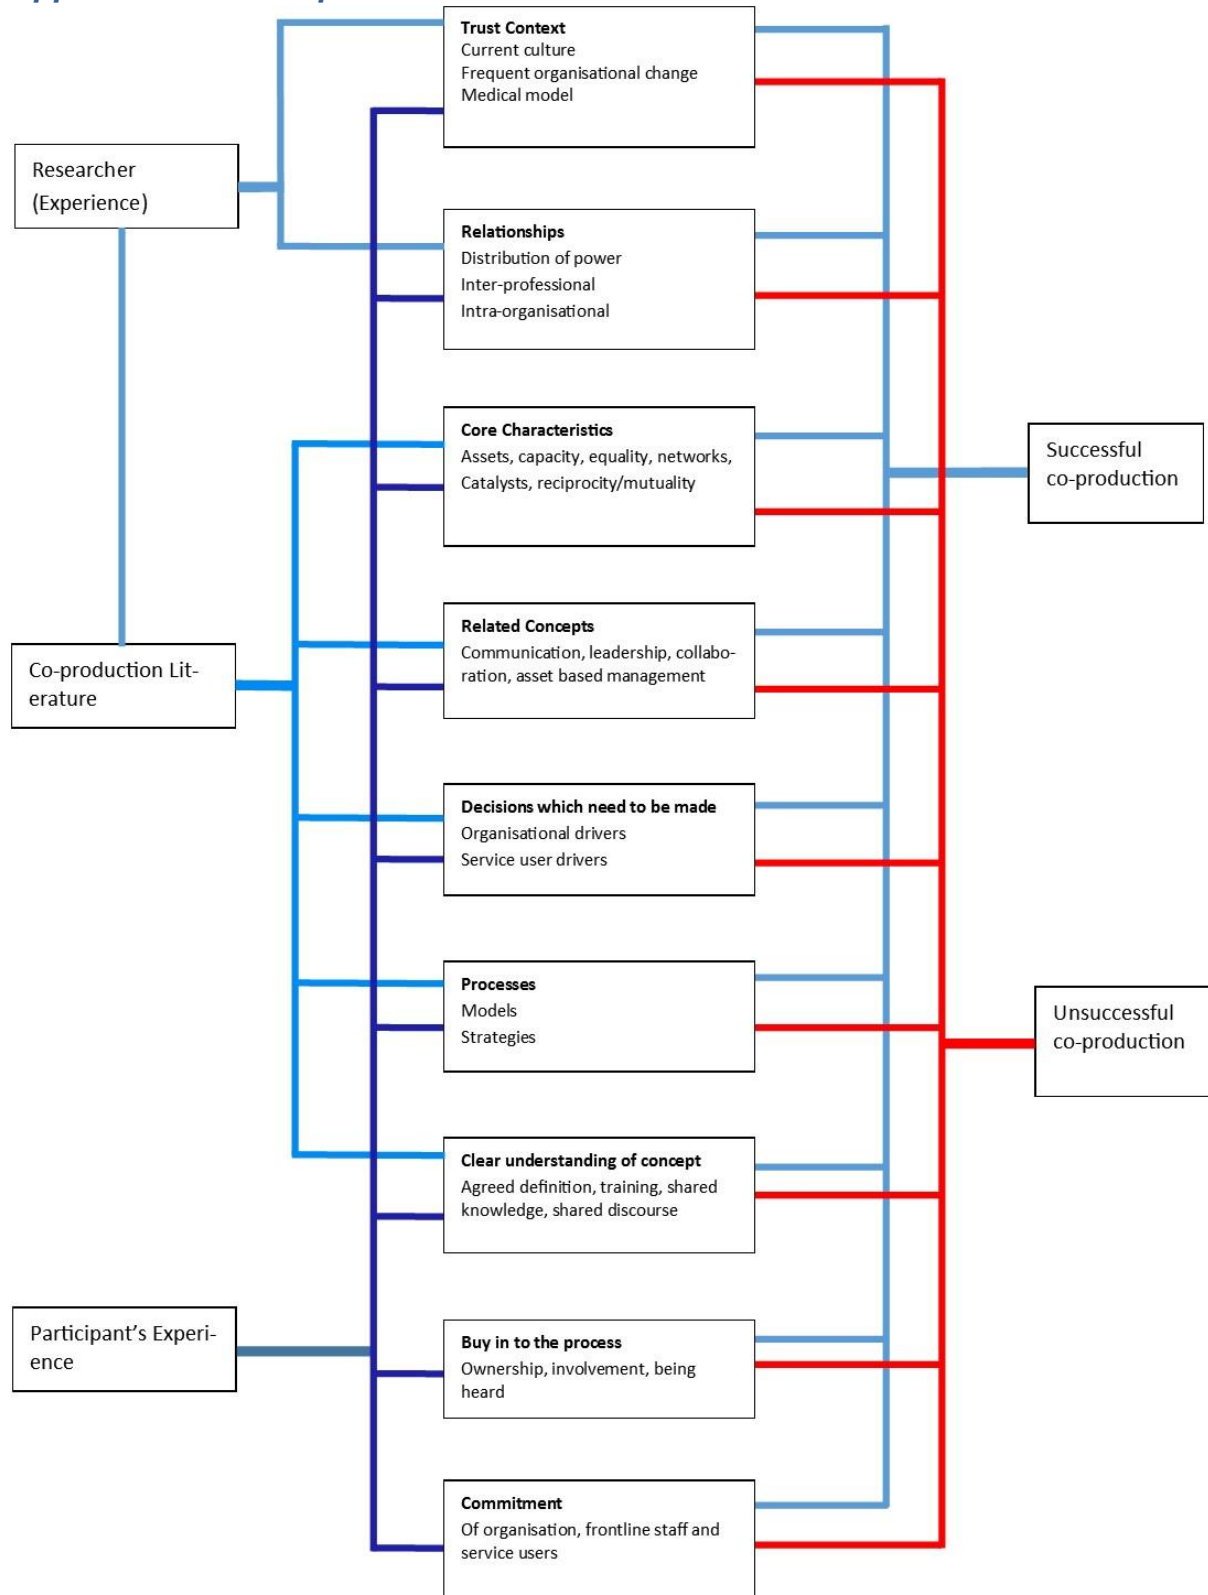 Trust Context
Current culture
Frequent organisational change
Medical model
Researcher
(Experience)
Relationships
Distribution of power
Inter-professional
Intra-organisational
Core Characteristics
Assets, capacity, equality, networks,
Catalysts, reciprocity/mutuality
Successful
co-production
Related Concepts
Communication, leadership, collabo-
ration, asset based management
Co-production Lit-
erature
Decisions which need to be made
Organisational drivers
Service user drivers
Processes
Models
Strategies
Unsuccessful
co-production
Clear understanding of concept
Agreed definition, training, shared
knowledge, shared discourse
Participant’s Experi-
ence
Buy in to the process
Ownership, involvement, being
heard
Commitment
Of organisation, frontline staff and
service users